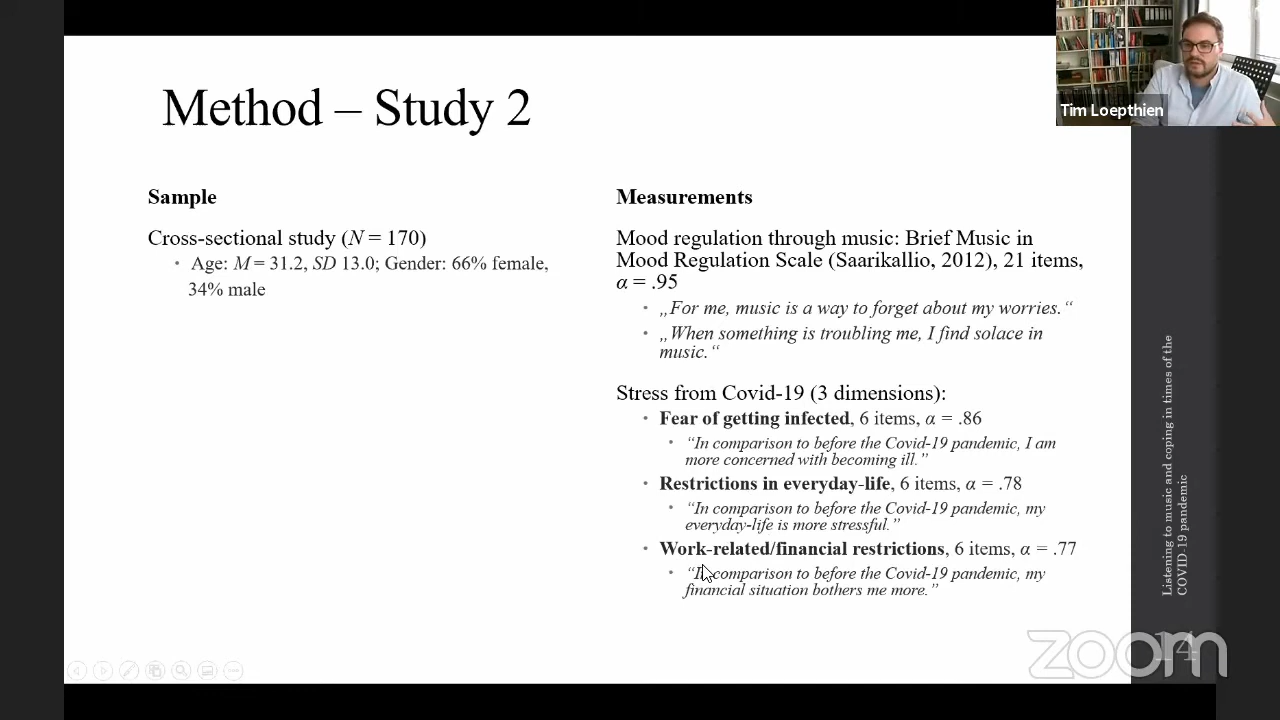 Method – Study 2
Tim Loepthien
Sample
Cross-sectional study (N = 170)
• Age: M = 31.2, SD 13.0; Gender: 66% female,
34% male
Measurements
Mood regulation through music: Brief Music in
Mood Regulation Scale (Saarikallio, 2012), 21 items,
α = .95
• „For me, music is a way to forget about my worries.“
• „When something is troubling me, I find solace in
music.“
Stress from Covid-19 (3 dimensions):
• Fear of getting infected, 6 items, α = .86
• “In comparison to before the Covid-19 pandemic, I am
more concerned with becoming ill.”
• Restrictions in everyday-life, 6 items, α = .78
• “In comparison to before the Covid-19 pandemic, my
everyday-life is more stressful.”
• Work-related/financial restrictions, 6 items, α = .77
• “In comparison to before the Covid-19 pandemic, my
financial situation bothers me more.”
Listening to music and coping in times of the
COVID-19 pandemic
14
zoom